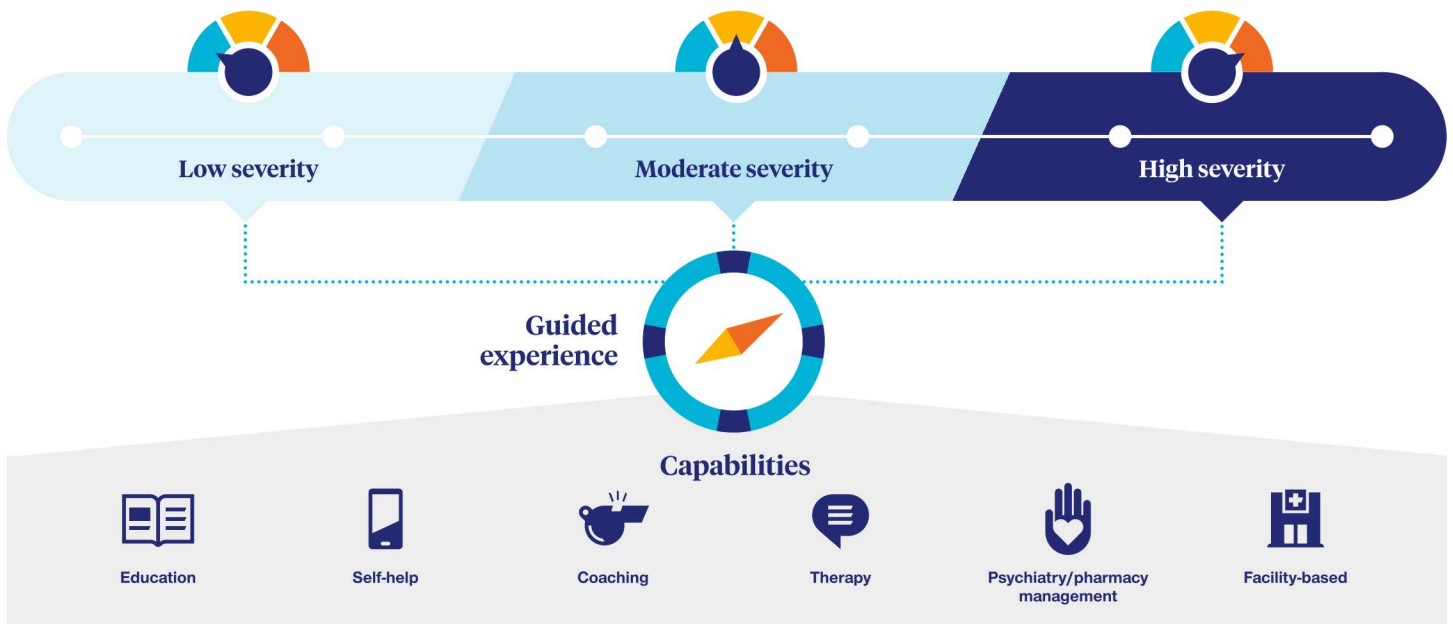 Low severity
Moderate severity
High severity
Guided
experience
Capabilities
Education
Self-help
Coaching
Therapy
Psychiatry/pharmacy
management
Facility-based